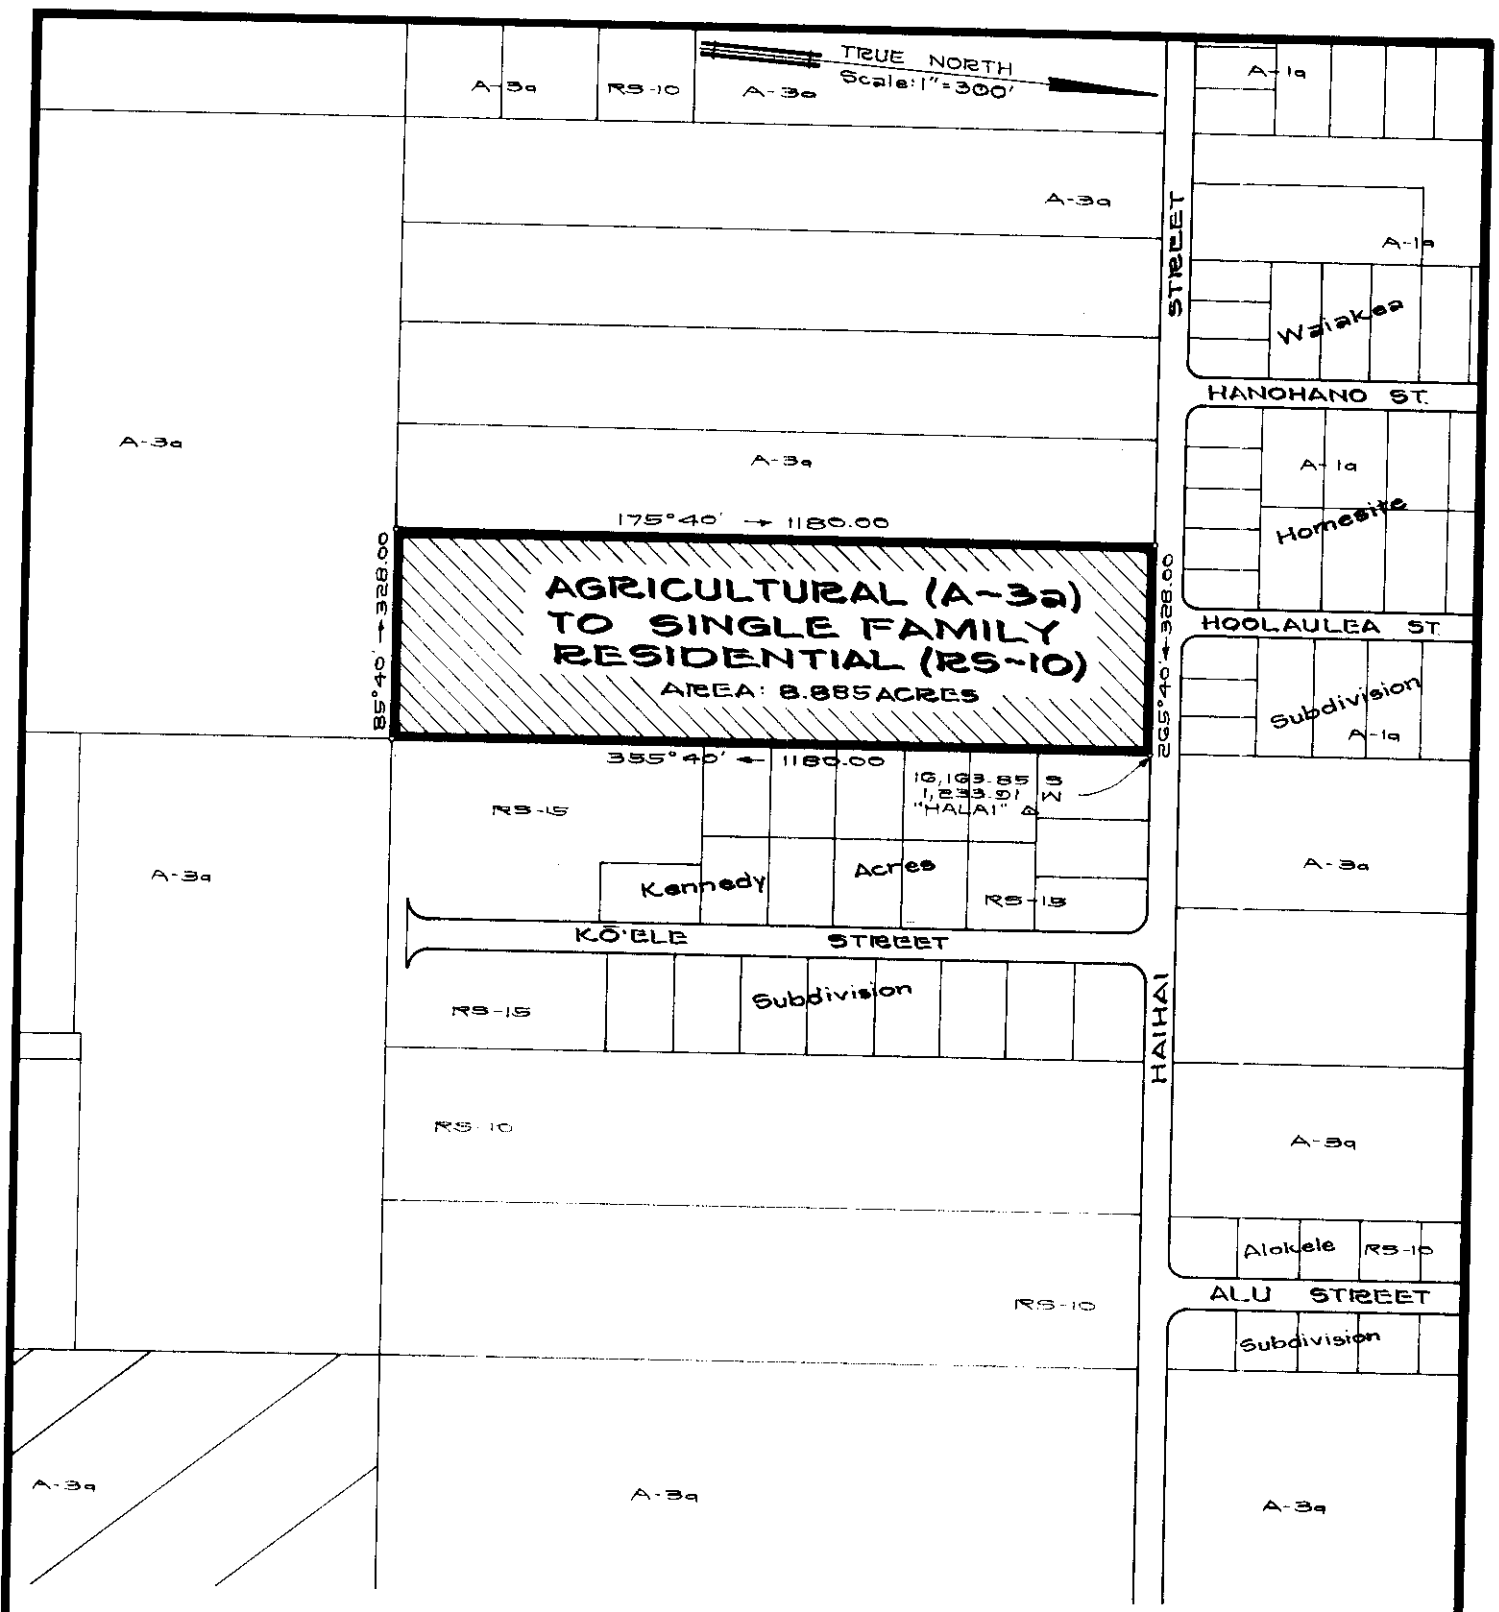 TRUE NORTH
Scale: 1"=300'
A-3a
RS-10
A-3a
A-1a
A-3a
STREET
A-1a
Waiakea
HANOHANO ST.
A-3a
A-3a
A-1a
Homesite
175°40' → 1180.00
85°40' → 328.00
265°40' ← 328.00
AGRICULTURAL (A~3a)
TO SINGLE FAMILY
RESIDENTIAL (RS~10)
AREA: 8.885 ACRES
HOOLAULEA ST.
Subdivision
A-1a
355°40' ← 1180.00
16,163.85 S
1,233.91 W
"HALAI" △
RS-15
A-3a
Kennedy Acres
RS-15
A-3a
KŌ'ELE STREET
RS-15
Subdivision
HAIHAI
RS-10
A-3a
Alokele RS-10
ALU STREET
RS-10
Subdivision
A-3a
A-3a
A-3a